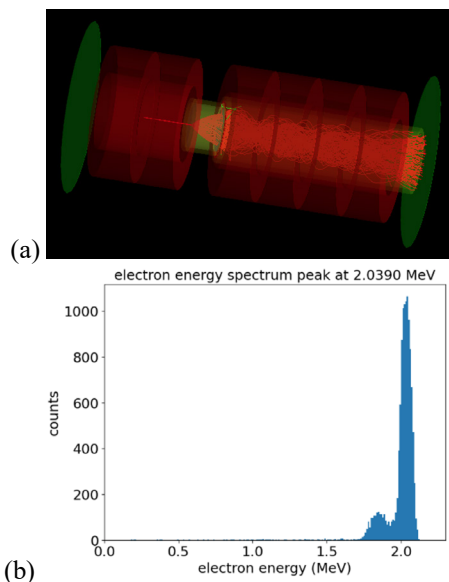 (a)
electron energy spectrum peak at 2.0390 MeV
1000
800
600
400
200
0
counts
0.0 0.5 1.0 1.5 2.0
electron energy (MeV)
(b)